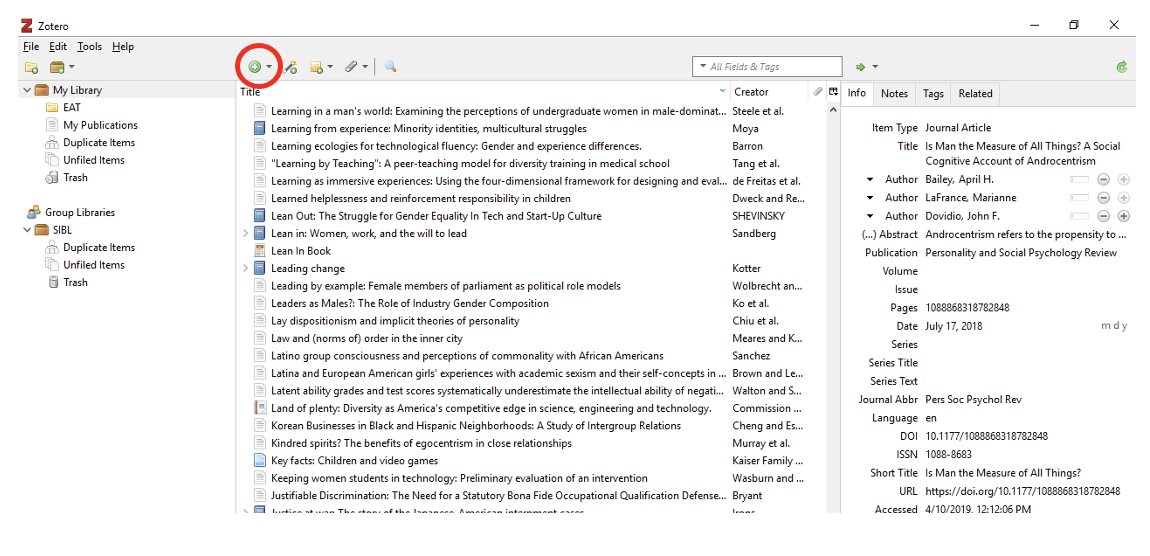 Zotero
File Edit Tools Help
All Fields & Tags
My Library
EAT
My Publications
Duplicate Items
Unfiled Items
Trash
Group Libraries
SIBL
Duplicate Items
Unfiled Items
Trash
Title Creator
Learning in a man's world: Examining the perceptions of undergraduate women in male-dominat... Steele et al.
Learning from experience: Minority identities, multicultural struggles Moya
Learning ecologies for technological fluency: Gender and experience differences. Barron
"Learning by Teaching": A peer-teaching model for diversity training in medical school Tang et al.
Learning as immersive experiences: Using the four-dimensional framework for designing and eval... de Freitas et al.
Learned helplessness and reinforcement responsibility in children Dweck and Re...
Lean Out: The Struggle for Gender Equality In Tech and Start-Up Culture SHEVINSKY
Lean in: Women, work, and the will to lead Sandberg
Lean In Book
Leading change Kotter
Leading by example: Female members of parliament as political role models Wolbrecht an...
Leaders as Males?: The Role of Industry Gender Composition Ko et al.
Lay dispositionism and implicit theories of personality Chiu et al.
Law and (norms of) order in the inner city Meares and K...
Latino group consciousness and perceptions of commonality with African Americans Sanchez
Latina and European American girls' experiences with academic sexism and their self-concepts in ... Brown and Le...
Latent ability grades and test scores systematically underestimate the intellectual ability of negati... Walton and S...
Land of plenty: Diversity as America's competitive edge in science, engineering and technology. Commission ...
Korean Businesses in Black and Hispanic Neighborhoods: A Study of Intergroup Relations Cheng and Es...
Kindred spirits? The benefits of egocentrism in close relationships Murray et al.
Key facts: Children and video games Kaiser Family ...
Keeping women students in technology: Preliminary evaluation of an intervention Wasburn and ...
Justifiable Discrimination: The Need for a Statutory Bona Fide Occupational Qualification Defense... Bryant
Justice at war: The story of the Japanese-American internment cases Irons
Info Notes Tags Related
Item Type Journal Article
Title Is Man the Measure of All Things? A Social
Cognitive Account of Androcentrism
Author Bailey, April H.
Author LaFrance, Marianne
Author Dovidio, John F.
(...) Abstract Androcentrism refers to the propensity to ...
Publication Personality and Social Psychology Review
Volume
Issue
Pages 1088868318782848
Date July 17, 2018 m d y
Series
Series Title
Series Text
Journal Abbr Pers Soc Psychol Rev
Language en
DOI 10.1177/1088868318782848
ISSN 1088-8683
Short Title Is Man the Measure of All Things?
URL https://doi.org/10.1177/1088868318782848
Accessed 4/10/2019, 12:12:06 PM